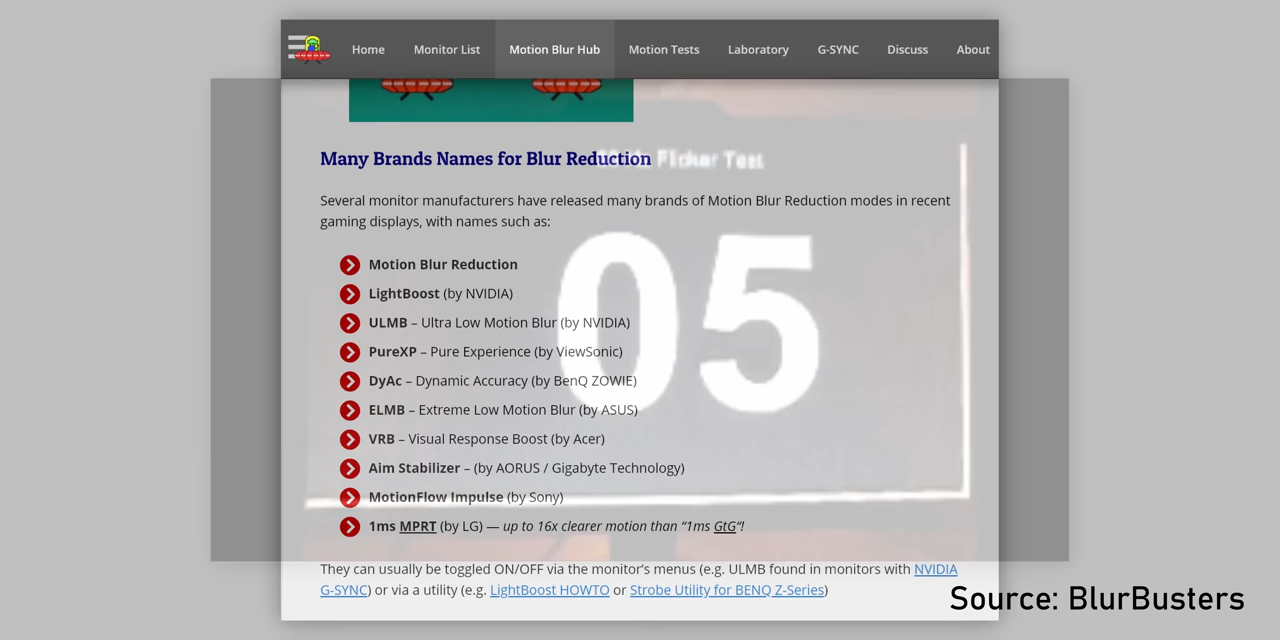 Home Monitor List Motion Blur Hub Motion Tests Laboratory G-SYNC Discuss About
Many Brands Names for Blur Reduction
Flicker Test
Several monitor manufacturers have released many brands of Motion Blur Reduction modes in recent
gaming displays, with names such as:
05
Motion Blur Reduction
LightBoost (by NVIDIA)
ULMB – Ultra Low Motion Blur (by NVIDIA)
PureXP – Pure Experience (by ViewSonic)
DyAc – Dynamic Accuracy (by BenQ ZOWIE)
ELMB – Extreme Low Motion Blur (by ASUS)
VRB – Visual Response Boost (by Acer)
Aim Stabilizer – (by AORUS / Gigabyte Technology)
MotionFlow Impulse (by Sony)
1ms MPRT (by LG) — up to 16x clearer motion than “1ms GtG“!
They can usually be toggled ON/OFF via the monitor’s menus (e.g. ULMB found in monitors with NVIDIA
G-SYNC) or via a utility (e.g. LightBoost HOWTO or Strobe Utility for BENQ Z-Series)
Source: BlurBusters